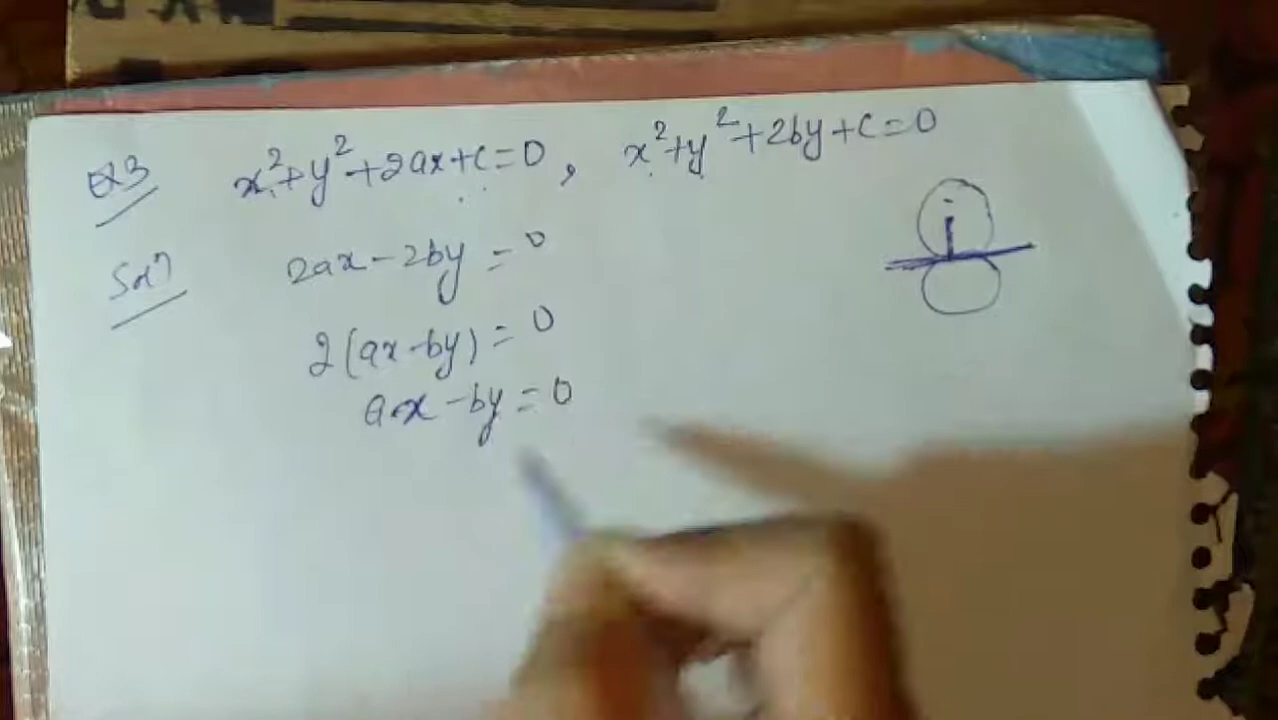 Ex3 x²+y²+2ax+c=0, x²+y²+2by+c=0
Solⁿ 2ax-2by=0
2(ax-by)=0
ax-by=0